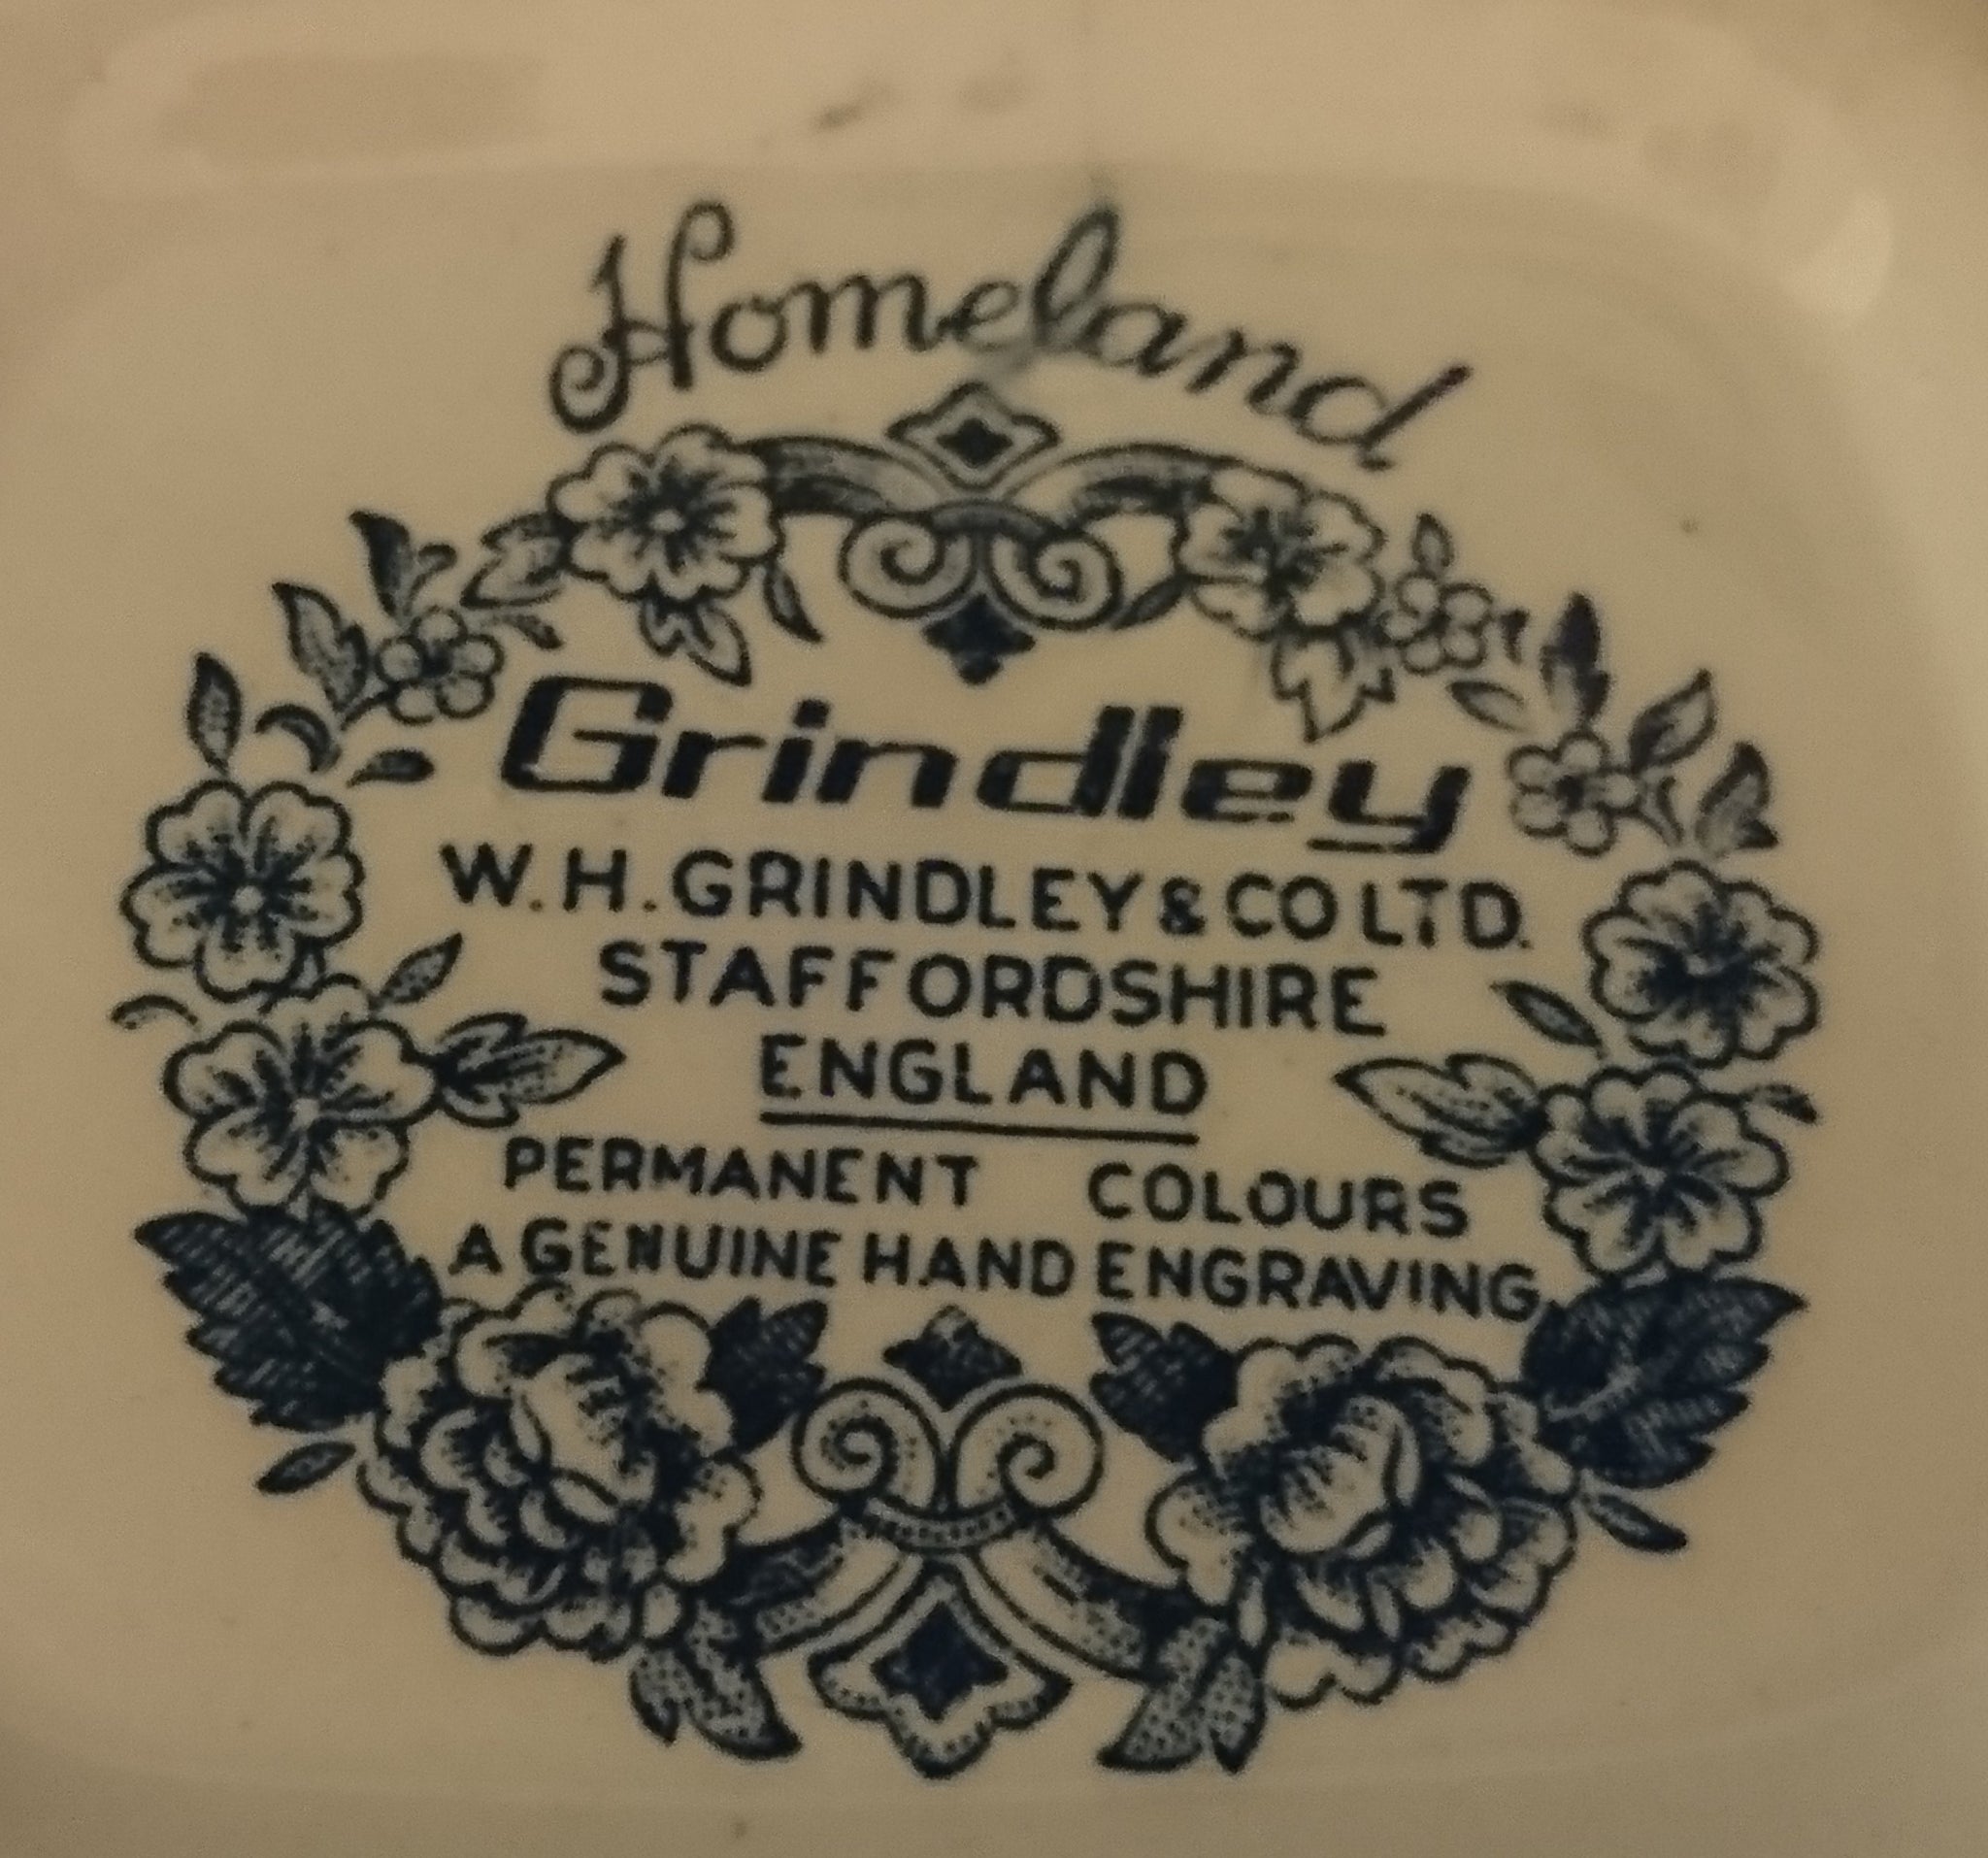 Homeland
Grindley
W.H.GRINDLEY & CO LTD.
STAFFORDSHIRE
ENGLAND
PERMANENT COLOURS
A GENUINE HAND ENGRAVING